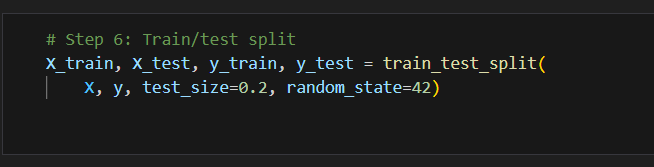 # Step 6: Train/test split
X_train, X_test, y_train, y_test = train_test_split(
X, y, test_size=0.2, random_state=42)